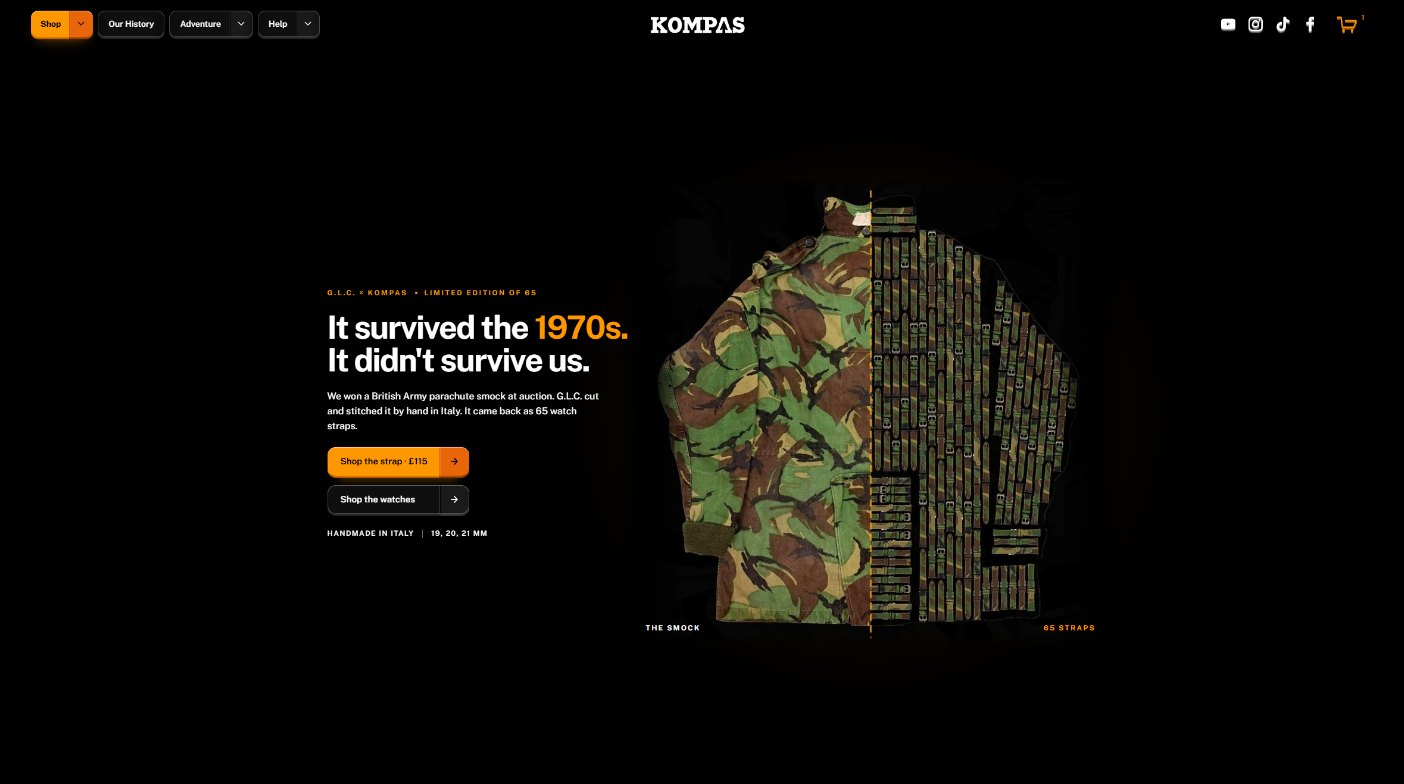 Shop
Our History
Adventure
Help
KOMPAS
1
G.L.C. × KOMPAS • LIMITED EDITION OF 65
It survived the 1970s.
It didn't survive us.
We won a British Army parachute smock at auction. G.L.C. cut
and stitched it by hand in Italy. It came back as 65 watch
straps.
Shop the strap · £115
Shop the watches
HANDMADE IN ITALY | 19, 20, 21 MM
THE SMOCK
65 STRAPS